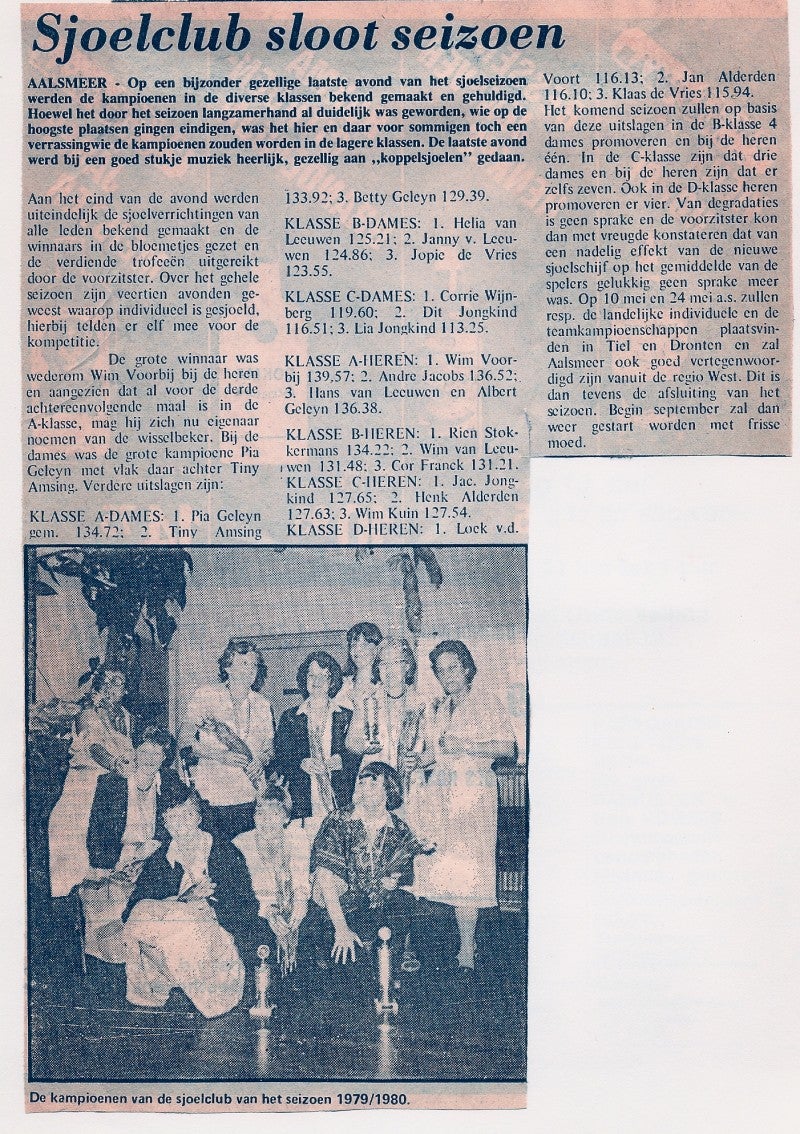 Sjoelclub sloot seizoen
AALSMEER - Op een bijzonder gezellige laatste avond van het sjoelseizoen
werden de kampioenen in de diverse klassen bekend gemaakt en gehuldigd.
Hoewel het door het seizoen langzamerhand al duidelijk was geworden, wie op de
hoogste plaatsen gingen eindigen, was het hier en daar voor sommigen toch een
verrassingwie de kampioenen zouden worden in de lagere klassen. De laatste avond
werd bij een goed stukje muziek heerlijk, gezellig aan ,,koppelsjoelen" gedaan.
Aan het eind van de avond werden
uiteindelijk de sjoelverrichtingen van
alle leden bekend gemaakt en de
winnaars in de bloemetjes gezet en
de verdiende trofeeën uitgereikt
door de voorzitster. Over het gehele
seizoen zijn veertien avonden ge-
weest waarop individueel is gesjoeld,
hierbij telden er elf mee voor de
kompetitie.
De grote winnaar was
wederom Wim Voorbij bij de heren
en aangezien dat al voor de derde
achtereenvolgende maal is in de
A-klasse, mag hij zich nu eigenaar
noemen van de wisselbeker. Bij de
dames was de grote kampioene Pia
Geleyn met vlak daar achter Tiny
Amsing. Verdere uitslagen zijn:
KLASSE A-DAMES: 1. Pia Geleyn
gem. 134.72; 2. Tiny Amsing
133.92; 3. Betty Geleyn 129.39.
KLASSE B-DAMES: 1. Helia van
Leeuwen 125.21; 2. Janny v. Leeu-
wen 124.86; 3. Jopie de Vries
123.55.
KLASSE C-DAMES: 1. Corrie Wijn-
berg 119.60; 2. Dit Jongkind
116.51; 3. Lia Jongkind 113.25.
KLASSE A-HEREN: 1. Wim Voor-
bij 139,57; 2. Andre Jacobs 136.52;
3. Hans van Leeuwen en Albert
Geleyn 136.38.
KLASSE B-HEREN: 1. Rien Stok-
kermans 134.22; 2. Wim van Leeu-
wen 131.48; 3. Cor Franck 131.21.
KLASSE C-HEREN: 1. Jac. Jong-
kind 127.65; 2. Henk Alderden
127.63; 3. Wim Kuin 127.54.
KLASSE D-HEREN: 1. Loek v.d.
Voort 116.13; 2. Jan Alderden
116.10; 3. Klaas de Vries 115.94.
Het komend seizoen zullen op basis
van deze uitslagen in de B-klasse 4
dames promoveren en bij de heren
één. In de C-klasse zijn dat drie
dames en bij de heren zijn dat er
zelfs zeven. Ook in de D-klasse heren
promoveren er vier. Van degradaties
is geen sprake en de voorzitster kon
dan met vreugde konstateren dat van
een nadelig effekt van de nieuwe
sjoelschijf op het gemiddelde van de
spelers gelukkig geen sprake meer
was. Op 10 mei en 24 mei a.s. zullen
resp. de landelijke individuele en de
teamkampioenschappen plaatsvin-
den in Tiel en Dronten en zal
Aalsmeer ook goed vertegenwoor-
digd zijn vanuit de regio West. Dit is
dan tevens de afsluiting van het
seizoen. Begin september zal dan
weer gestart worden met frisse
moed.
De kampioenen van de sjoelclub van het seizoen 1979/1980.